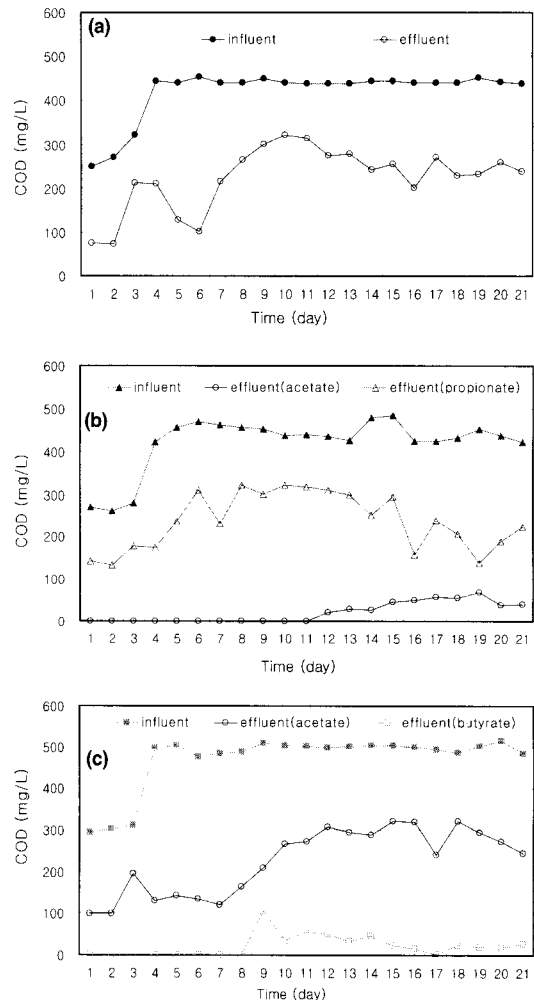 (a)
influent effluent
600
500
400
300
200
100
0
COD (mg/L)
1 2 3 4 5 6 7 8 9 10 11 12 13 14 15 16 17 18 19 20 21
Time (day)
(b)
influent effluent(acetate) effluent(propionate)
600
500
400
300
200
100
0
COD (mg/L)
1 2 3 4 5 6 7 8 9 10 11 12 13 14 15 16 17 18 19 20 21
Time (day)
(c)
influent effluent(acetate) effluent(butyrate)
600
500
400
300
200
100
0
COD (mg/L)
1 2 3 4 5 6 7 8 9 10 11 12 13 14 15 16 17 18 19 20 21
Time (day)